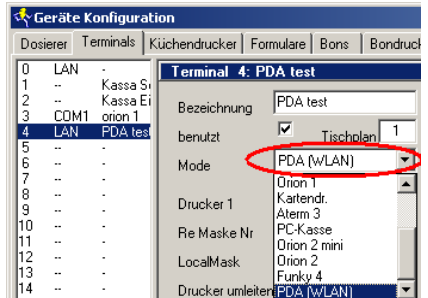 Geräte Konfiguration
Dosierer Terminals Küchendrucker Formulare Bons
0 LAN -
1 -- Kassa
2 -- Kassa
3 COM1 orion 1
4 LAN PDA test
5 -- -
6 -- -
7 -- -
8 -- -
9 -- -
10 -- -
11 -- -
12 -- -
13 -- -
14 -- -
Terminal 4: PDA test
Bezeichnung PDA test
benutzt Tischplan 1
Mode PDA (WLAN)
Orion 1
Kartendr.
Drucker 1 Aterm 3
PC-Kasse
Re Maske Nr Orion 2 mini
LocalMask Orion 2
Funky 4
Drucker umleiten PDA (WLAN)